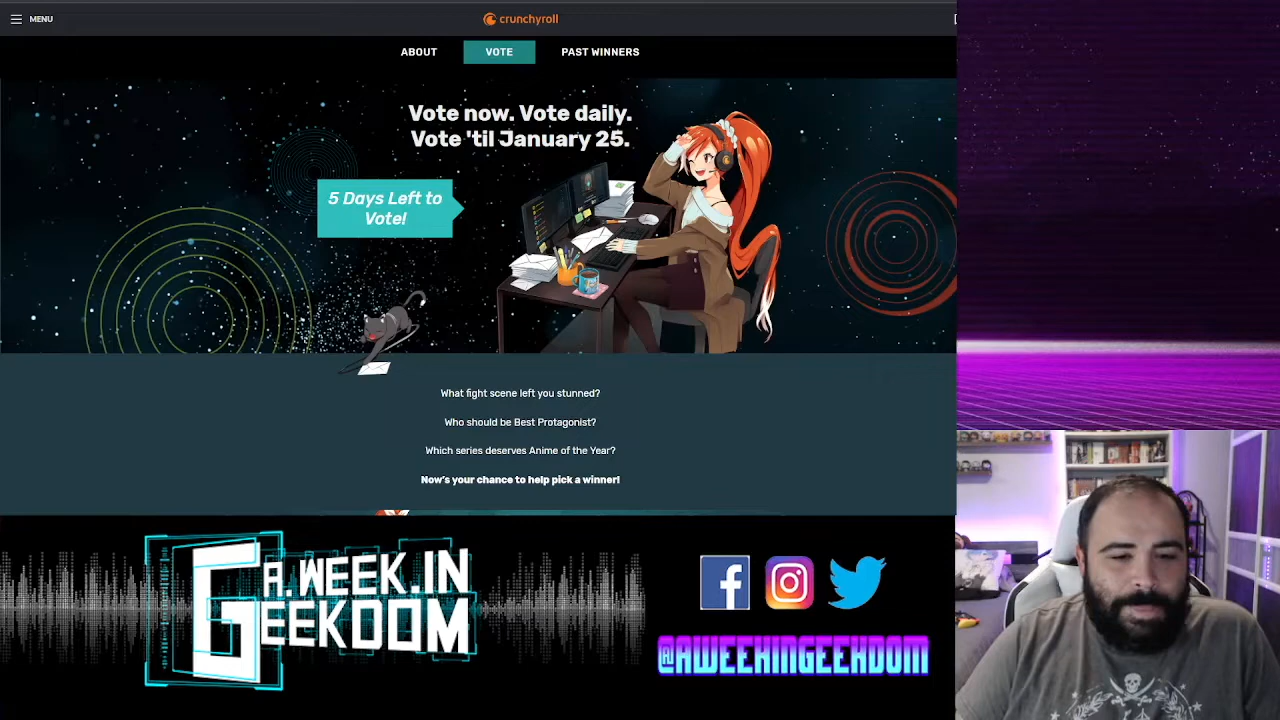 MENU
crunchyroll
ABOUT
VOTE
PAST WINNERS
Vote now. Vote daily.
Vote 'til January 25.
5 Days Left to
Vote!
What fight scene left you stunned?
Who should be Best Protagonist?
Which series deserves Anime of the Year?
Now's your chance to help pick a winner!
A.WEEK.IN
GEEKDOM
@AWEEKINGEEKDOM